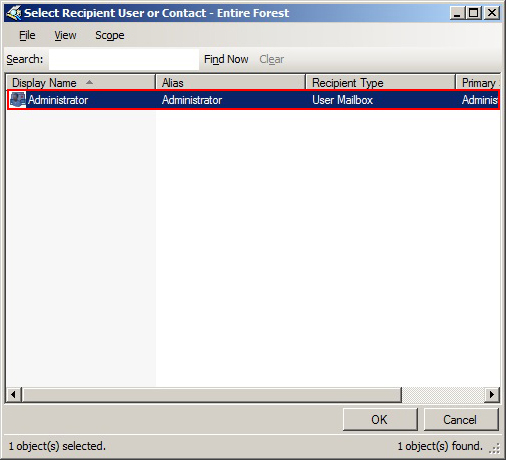 Select Recipient User or Contact - Entire Forest
File View Scope
Search: Find Now Clear
Display Name Alias Recipient Type Primary
Administrator Administrator User Mailbox Adminis
OK Cancel
1 object(s) selected. 1 object(s) found.